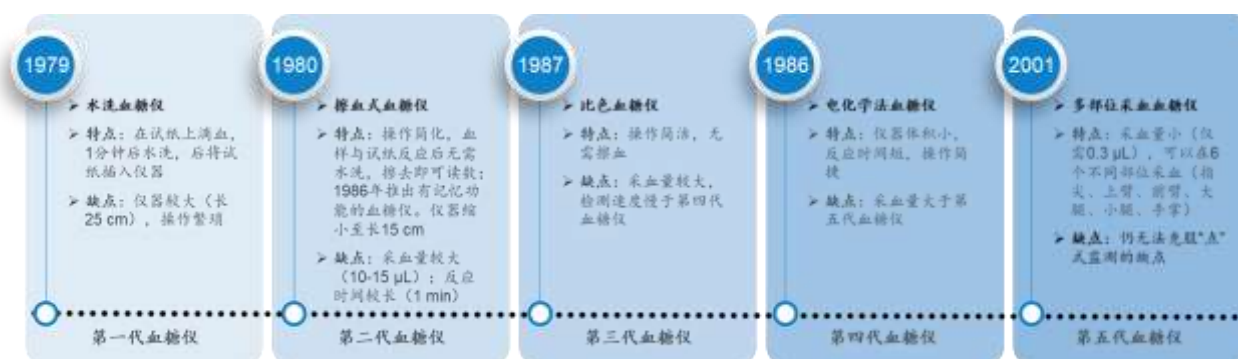 1979
➢ 水洗血糖仪
➢ 特点：在试纸上滴血，
1分钟后水洗，后将试
纸插入仪器
➢ 缺点：仪器较大（长
25 cm），操作繁琐
第一代血糖仪
1980
➢ 擦血式血糖仪
➢ 特点：操作简化，血
样与试纸反应后无需
水洗，擦去即可读数；
1986年推出有记忆功
能的血糖仪。仪器缩
小至长15 cm
➢ 缺点：采血量较大
（10-15 μL）；反应
时间较长（1 min）
第二代血糖仪
1987
➢ 比色血糖仪
➢ 特点：操作简洁，无
需擦血
➢ 缺点：采血量较大，
检测速度慢于第四代
血糖仪
第三代血糖仪
1986
➢ 电化学法血糖仪
➢ 特点：仪器体积小，
反应时间短，操作简
捷
➢ 缺点：采血量大于第
五代血糖仪
第四代血糖仪
2001
➢ 多部位采血血糖仪
➢ 特点：采血量小（仅
需0.3 μL），可以在6
个不同部位采血（指
尖、上臂、前臂、大
腿、小腿、手掌）
➢ 缺点：仍无法克服"点"
式监测的缺点
第五代血糖仪